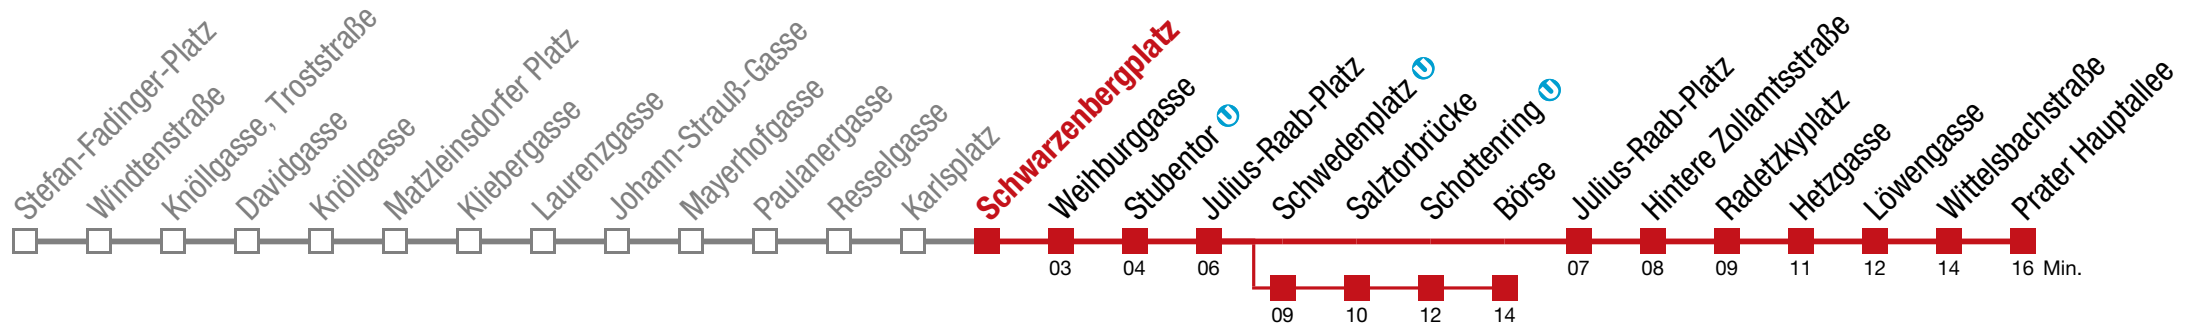 Stefan-Fadinger-Platz
Windtenstraße
Knöllgasse, Troststraße
Davidgasse
Knöllgasse
Matzleinsdorfer Platz
Kliebergasse
Laurenzgasse
Johann-Strauß-Gasse
Mayerhofgasse
Paulanergasse
Resselgasse
Karlsplatz
Schwarzenbergplatz
Weihburggasse
Stubentor U
Julius-Raab-Platz
Schwedenplatz U
Salztorbrücke
Schottenring U
Börse
Julius-Raab-Platz
Hintere Zollamtsstraße
Radetzkyplatz
Hetzgasse
Löwengasse
Wittelsbachstraße
Prater Hauptallee
03 04 06 07 08 09 11 12 14 16 Min.
09 10 12 14